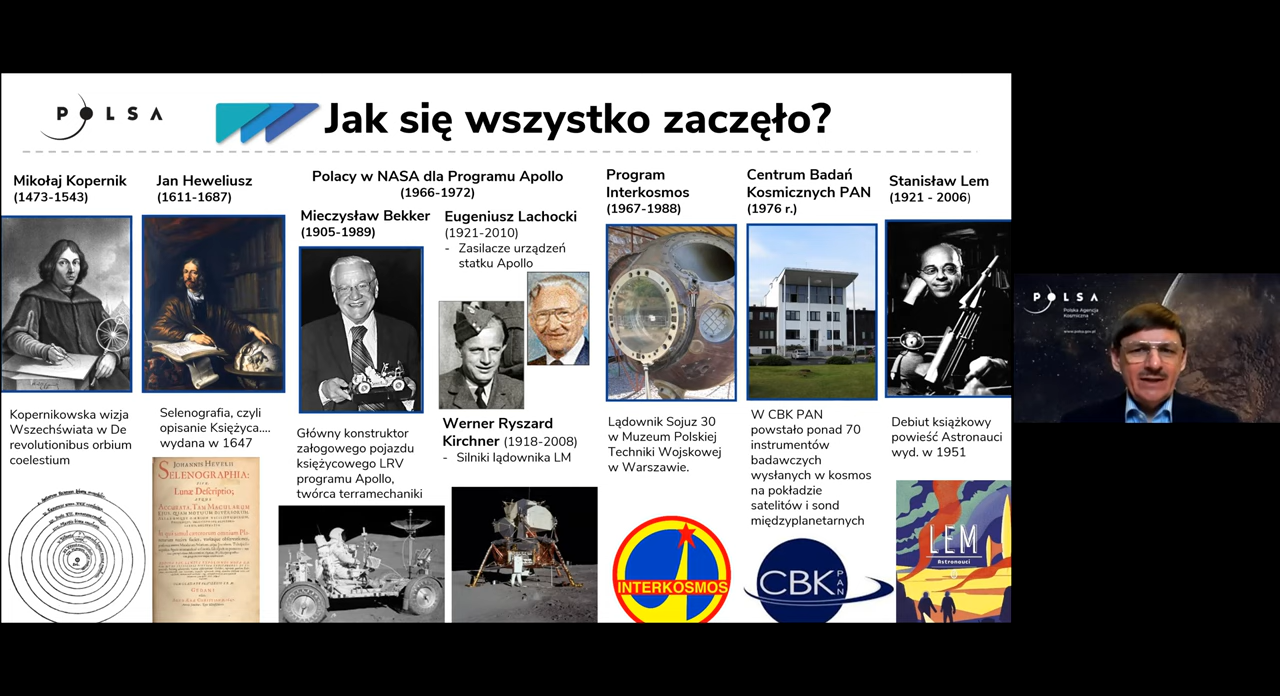 POLSA
Jak się wszystko zaczęło?
Mikołaj Kopernik
(1473-1543)
Kopernikowska wizja
Wszechświata w De
revolutionibus orbium
coelestium
Jan Heweliusz
(1611-1687)
Selenografia, czyli
opisanie Księżyca....
wydana w 1647
JOHANNIS HEVELII
SELENOGRAPHIA:
SIVE,
Lunæ Descriptio;
ATQUE
Polacy w NASA dla Programu Apollo
(1966-1972)
Mieczysław Bekker
(1905-1989)
Główny konstruktor
załogowego pojazdu
księżycowego LRV
programu Apollo,
twórca terramechaniki
Eugeniusz Lachocki
(1921-2010)
- Zasilacze urządzeń
statku Apollo
Werner Ryszard
Kirchner (1918-2008)
- Silniki lądownika LM
Program
Interkosmos
(1967-1988)
Lądownik Sojuz 30
w Muzeum Polskiej
Techniki Wojskowej
w Warszawie.
INTERKOSMOS
Centrum Badań
Kosmicznych PAN
(1976 r.)
W CBK PAN
powstało ponad 70
instrumentów
badawczych
wysłanych w kosmos
na pokładzie
satelitów i sond
międzyplanetarnych
CBK PAN
Stanisław Lem
(1921 - 2006)
Debiut książkowy
powieść Astronauci
wyd. w 1951
LEM
Astronauci
POLSA
Polska Agencja
Kosmiczna
www.polsa.gov.pl